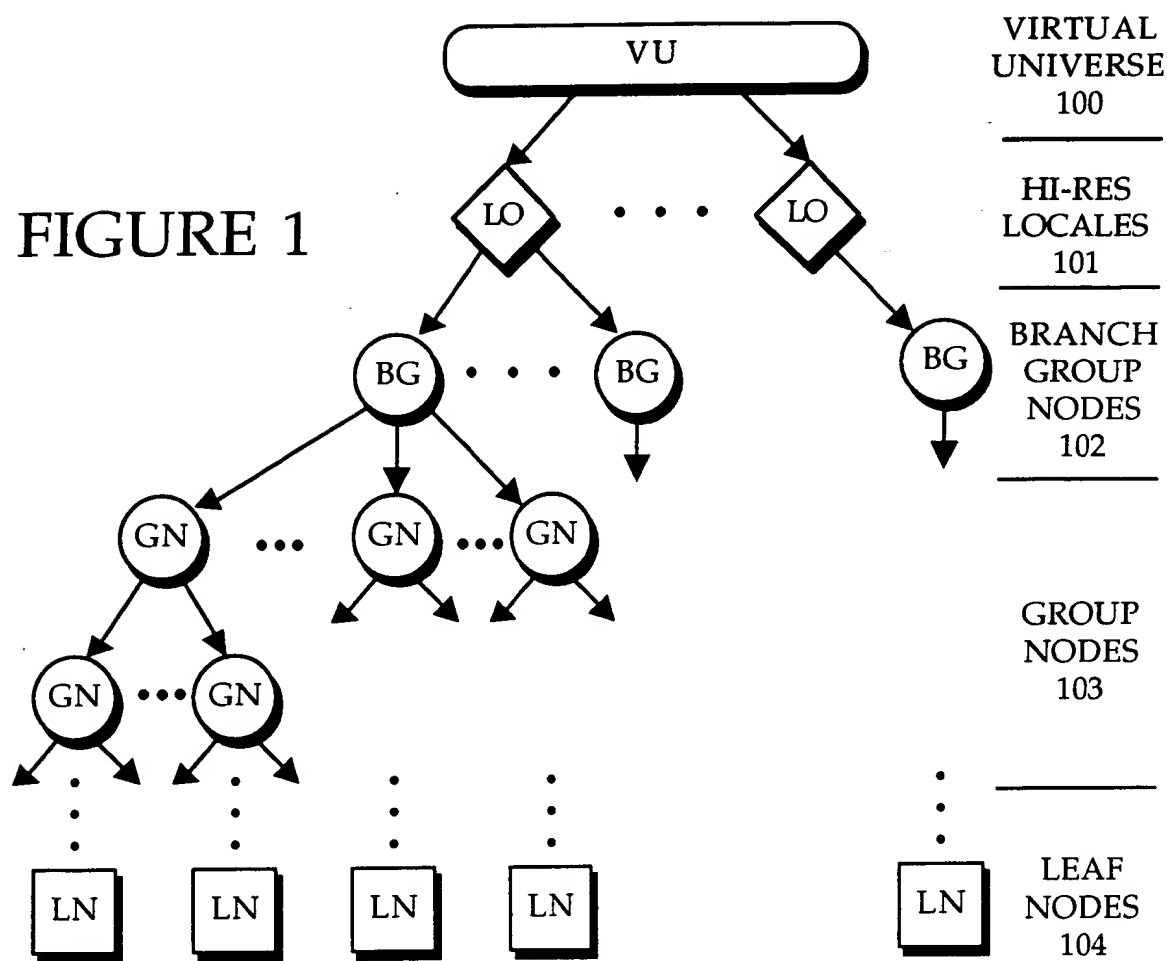 VU
VIRTUAL
UNIVERSE
100
FIGURE 1
LO • • • LO
HI-RES
LOCALES
101
BG • • • BG BG
BRANCH
GROUP
NODES
102
GN ••• GN ••• GN
GN ••• GN
GROUP
NODES
103
LN LN LN LN LN
LEAF
NODES
104